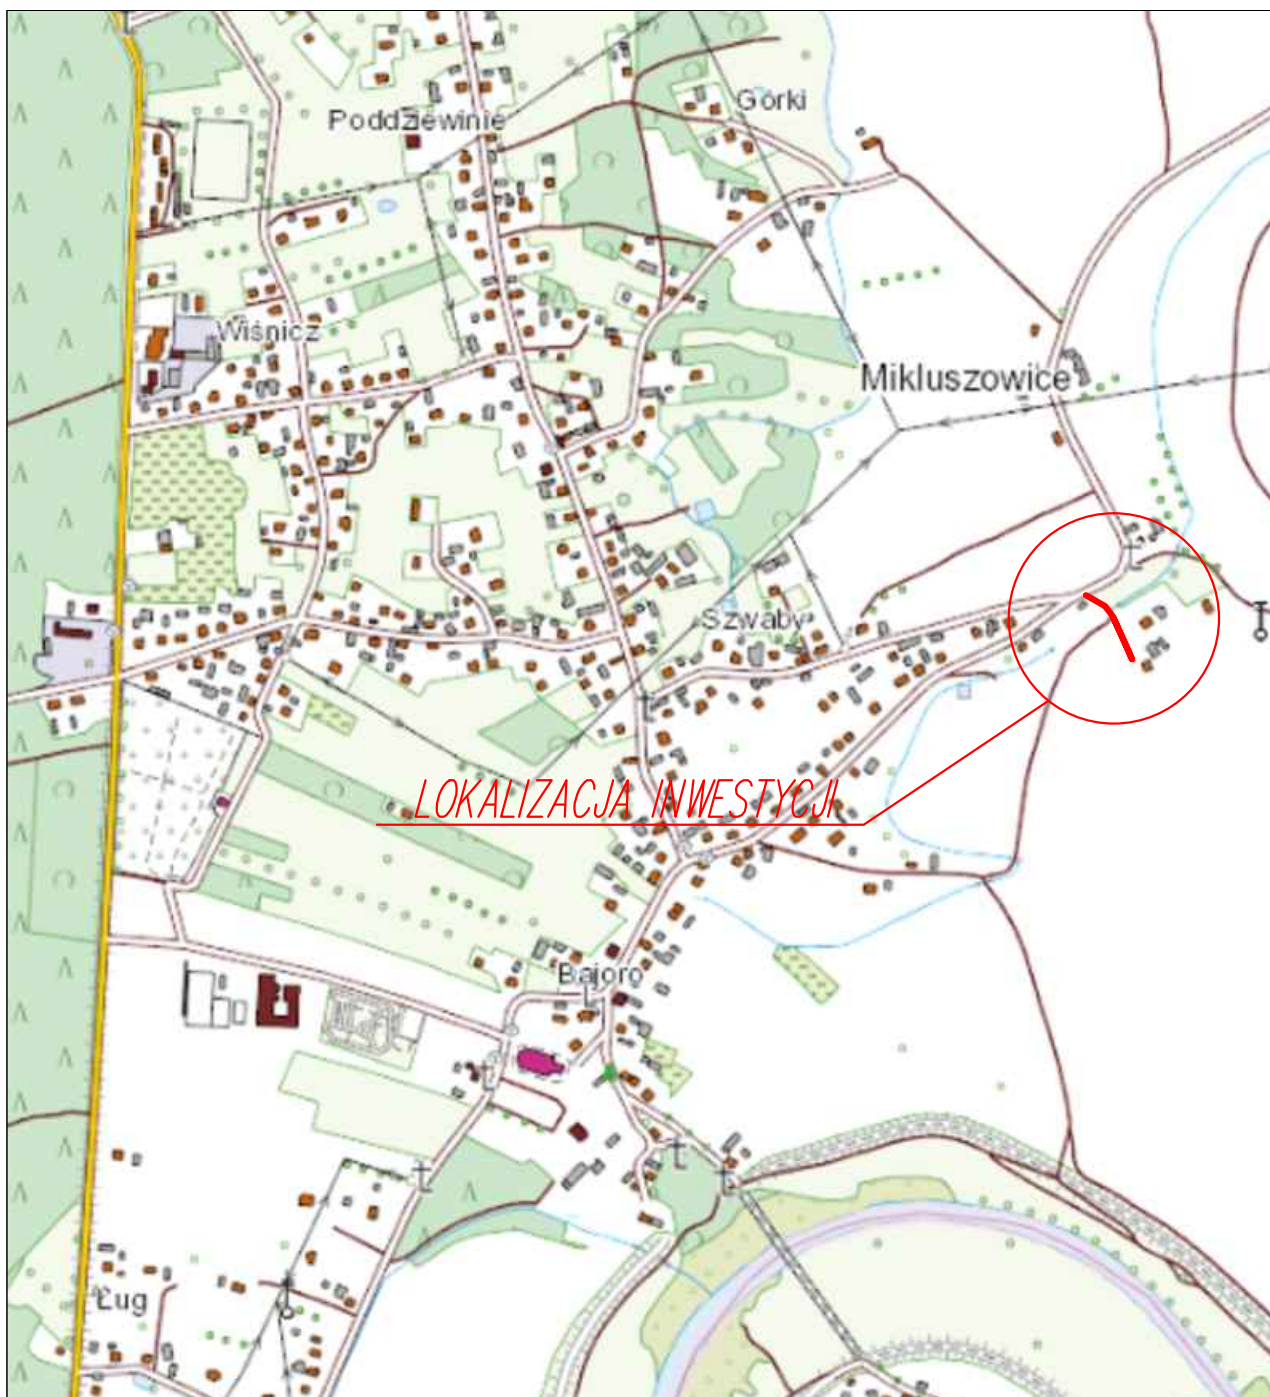 Górki
Poddziewinie
Wiśnicz
Mikluszowice
Szwaby
LOKALIZACJA INWESTYCJI
Bajoro
Ług